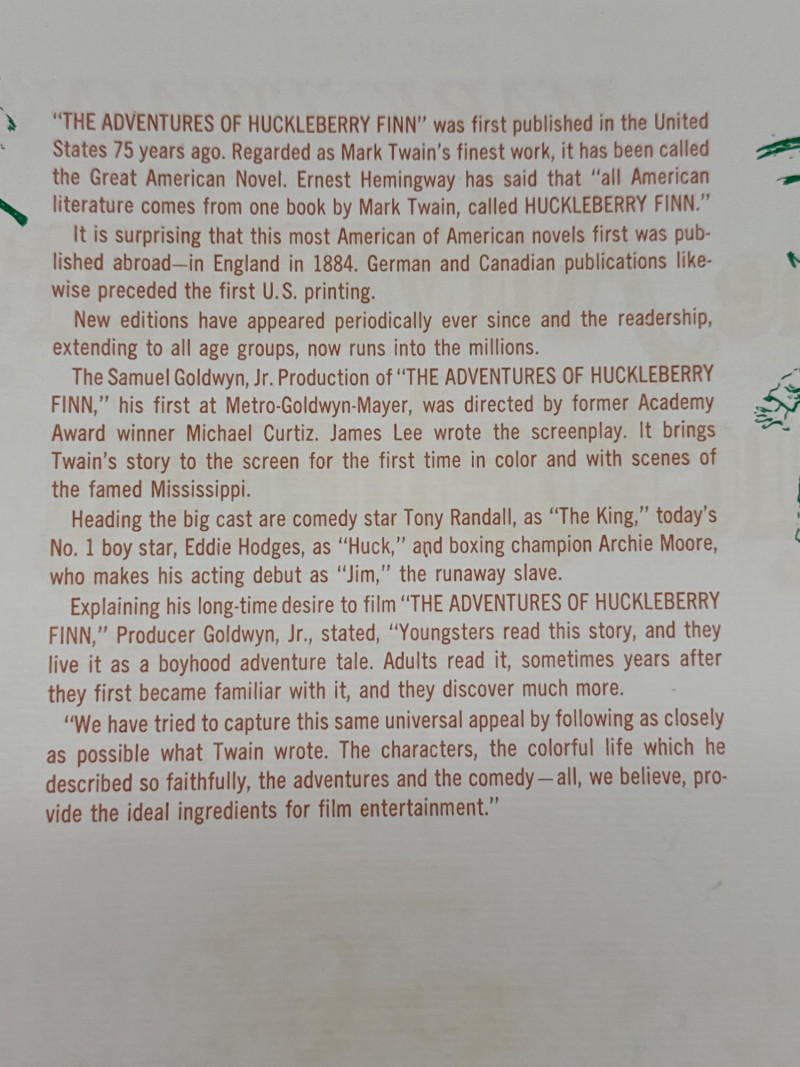 “THE ADVENTURES OF HUCKLEBERRY FINN” was first published in the United
States 75 years ago. Regarded as Mark Twain’s finest work, it has been called
the Great American Novel. Ernest Hemingway has said that “all American
literature comes from one book by Mark Twain, called HUCKLEBERRY FINN.”
It is surprising that this most American of American novels first was pub-
lished abroad—in England in 1884. German and Canadian publications like-
wise preceded the first U.S. printing.
New editions have appeared periodically ever since and the readership,
extending to all age groups, now runs into the millions.
The Samuel Goldwyn, Jr. Production of “THE ADVENTURES OF HUCKLEBERRY
FINN,” his first at Metro-Goldwyn-Mayer, was directed by former Academy
Award winner Michael Curtiz. James Lee wrote the screenplay. It brings
Twain’s story to the screen for the first time in color and with scenes of
the famed Mississippi.
Heading the big cast are comedy star Tony Randall, as “The King,” today’s
No. 1 boy star, Eddie Hodges, as “Huck,” and boxing champion Archie Moore,
who makes his acting debut as “Jim,” the runaway slave.
Explaining his long-time desire to film “THE ADVENTURES OF HUCKLEBERRY
FINN,” Producer Goldwyn, Jr., stated, “Youngsters read this story, and they
live it as a boyhood adventure tale. Adults read it, sometimes years after
they first became familiar with it, and they discover much more.
“We have tried to capture this same universal appeal by following as closely
as possible what Twain wrote. The characters, the colorful life which he
described so faithfully, the adventures and the comedy—all, we believe, pro-
vide the ideal ingredients for film entertainment.”